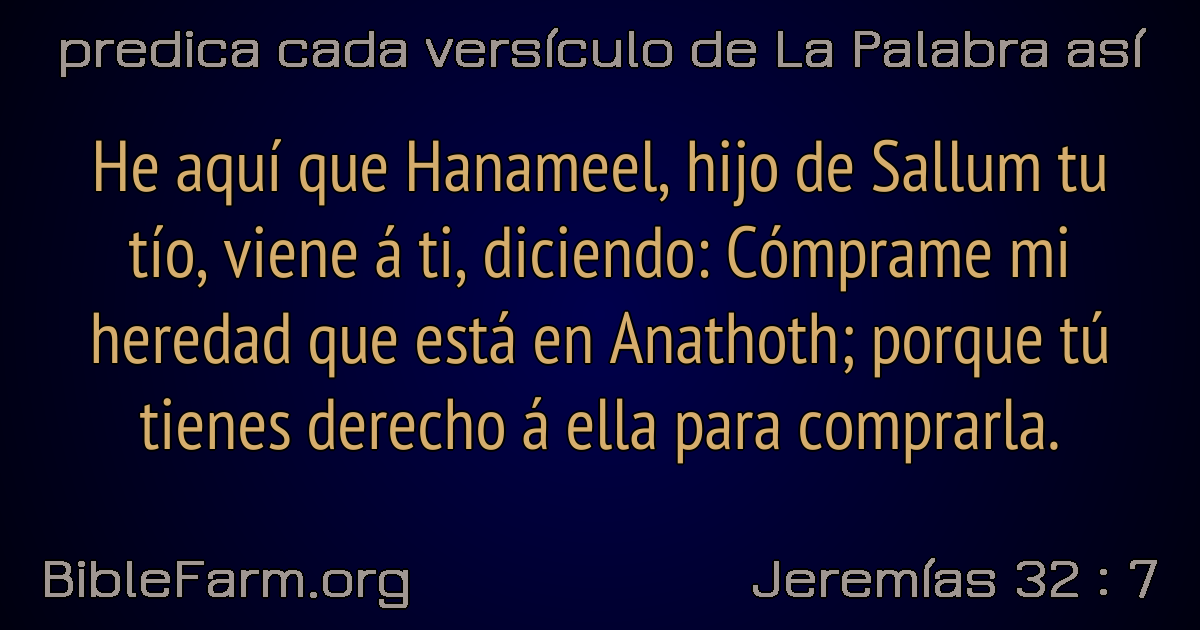 predica cada versículo de La Palabra así
He aquí que Hanameel, hijo de Sallum tu
tío, viene á ti, diciendo: Cómprame mi
heredad que está en Anathoth; porque tú
tienes derecho á ella para comprarla.
BibleFarm.org
Jeremías 32 : 7